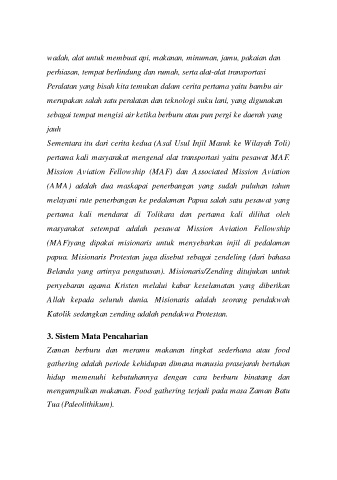 wadah, alat untuk membuat api, makanan, minuman, jamu, pakaian dan
perhiasan, tempat berlindung dan rumah, serta alat-alat transportasi
Peralatan yang bisah kita temukan dalam cerita pertama yaitu bambu air
merupakan salah satu peralatan dan teknologi suku lani, yang digunakan
sebagai tempat mengisi air ketika berburu atau pun pergi ke daerah yang
jauh
Sementara itu dari cerita kedua (Asal Usul Injil Masuk ke Wilayah Toli)
pertama kali masyarakat mengenal alat transportasi yaitu pesawat MAF.
Mission Aviation Fellowship (MAF) dan Associated Mission Aviation
(AMA) adalah dua maskapai penerbangan yang sudah puluhan tahun
melayani rute penerbangan ke pedalaman Papua salah satu pesawat yang
pertama kali mendarat di Tolikara dan pertama kali dilihat oleh
masyarakat setempat adalah pesawat Mission Aviation Fellowship
(MAF)yang dipakai misionaris untuk menyebarkan injil di pedalaman
papua. Misionaris Protestan juga disebut sebagai zendeling (dari bahasa
Belanda yang artinya pengutusan). Misionaris/Zending ditujukan untuk
penyebaran agama Kristen melalui kabar keselamatan yang diberikan
Allah kepada seluruh dunia. Misionaris adalah seorang pendakwah
Katolik sedangkan zending adalah pendakwa Protestan.
3. Sistem Mata Pencaharian
Zaman berburu dan meramu makanan tingkat sederhana atau food
gathering adalah periode kehidupan dimana manusia prasejarah bertahan
hidup memenuhi kebutuhannya dengan cara berburu binatang dan
mengumpulkan makanan. Food gathering terjadi pada masa Zaman Batu
Tua (Paleolithikum).